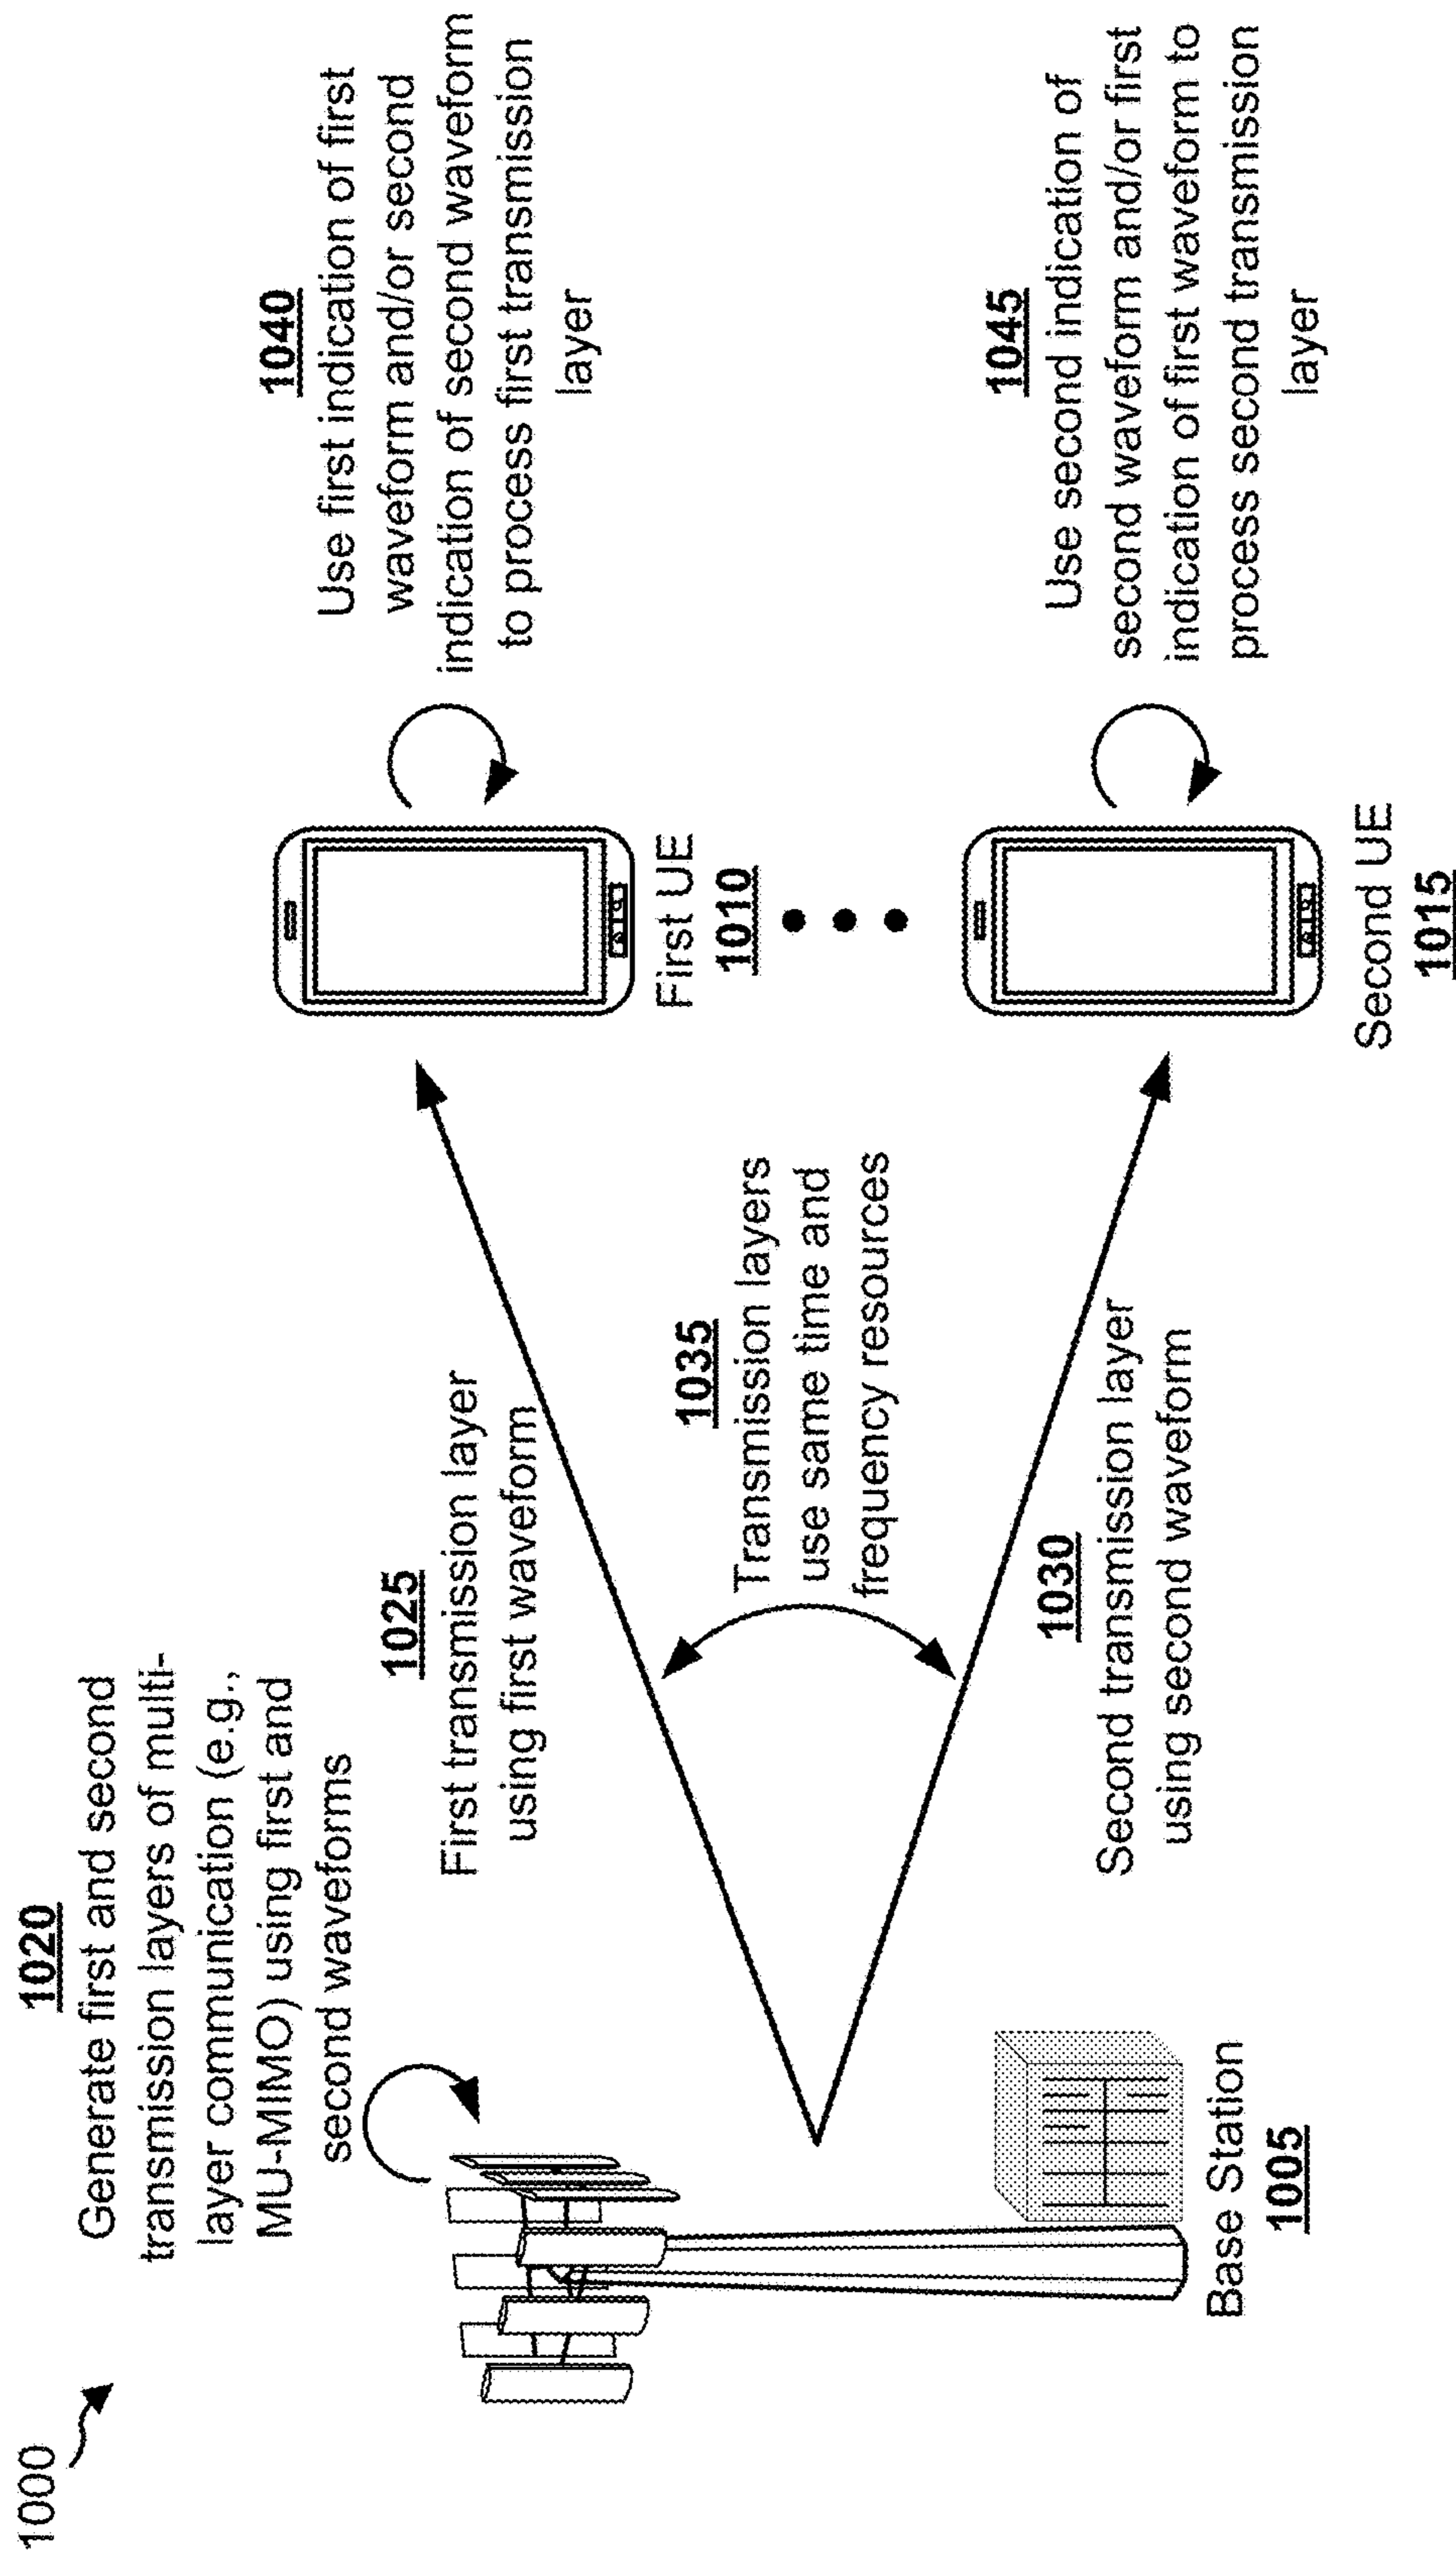 1000
1020
Generate first and second
transmission layers of multi-
layer communication (e.g.,
MU-MIMO) using first and
second waveforms
Base Station
1005
1025
First transmission layer
using first waveform
1035
Transmission layers
use same time and
frequency resources
1030
Second transmission layer
using second waveform
First UE
1010
Second UE
1015
1040
Use first indication of first
waveform and/or second
indication of second waveform
to process first transmission
layer
1045
Use second indication of
second waveform and/or first
indication of first waveform to
process second transmission
layer